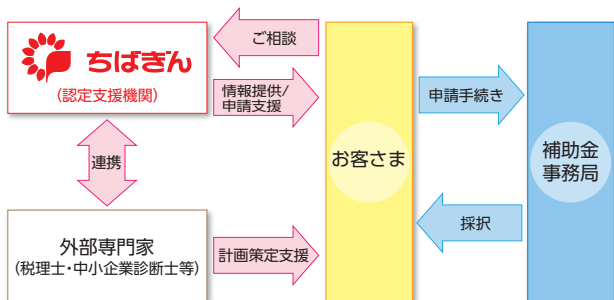 ちばぎん
(認定支援機関)
ご相談
情報提供/
申請支援
連携
外部専門家
(税理士・中小企業診断士等)
計画策定支援
お客さま
申請手続き
採択
補助金
事務局